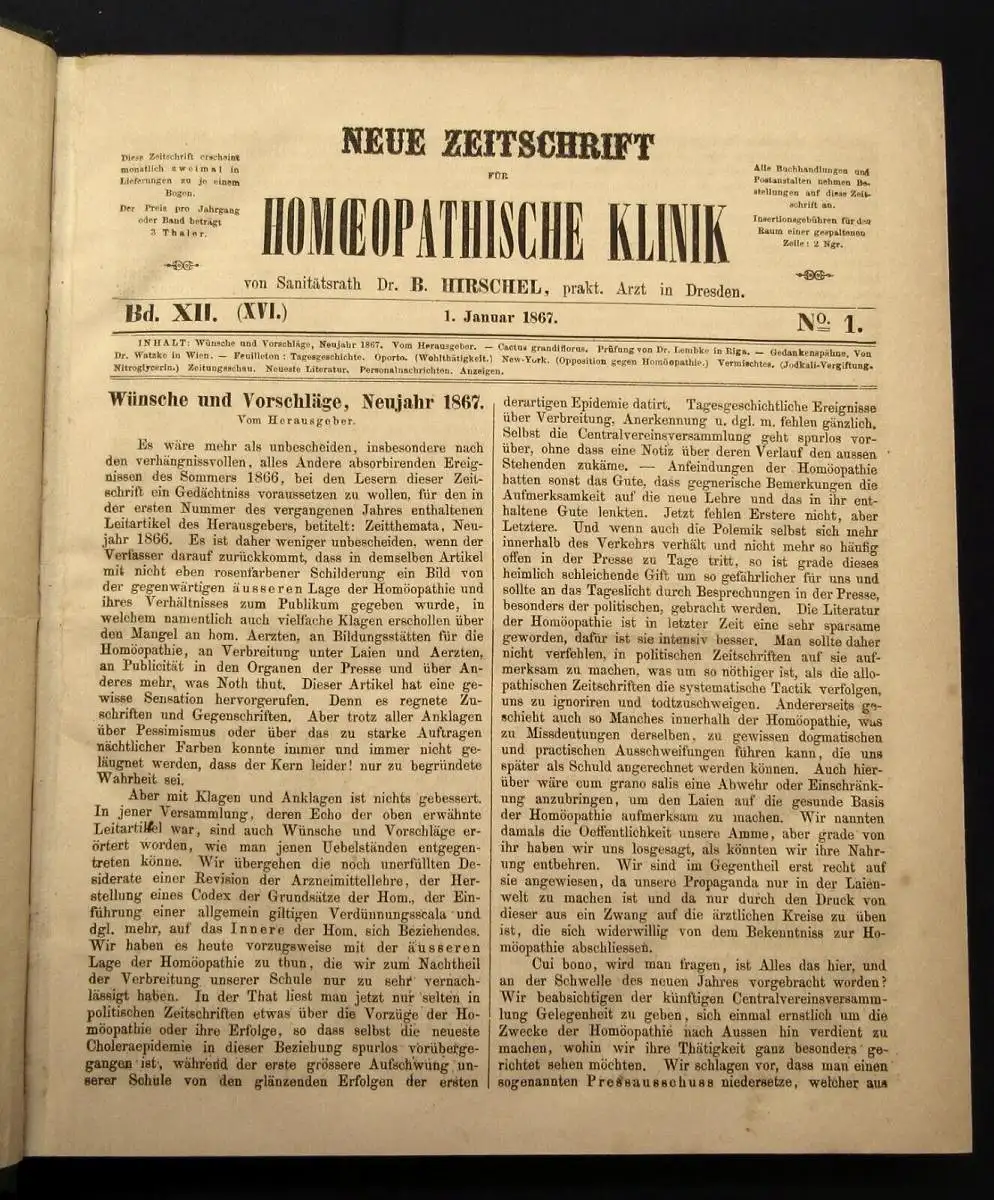 NEUE ZEITSCHRIFT
FÜR
HOMŒOPATHISCHE KLINIK
von Sanitätsrath Dr. B. HIRSCHEL, prakt. Arzt in Dresden.
Diese Zeitschrift erscheint
monatlich zweimal in
Lieferungen zu je einem
Bogen.
Der Preis pro Jahrgang
oder Band beträgt
3 Thaler.
Alle Buchhandlungen und
Postanstalten nehmen Be-
stellungen auf diese Zeit-
schrift an.
Insertionsgebühren für den
Raum einer gespaltenen
Zeile: 2 Ngr.
Bd. XII. (XVI.)
1. Januar 1867.
No. 1.
INHALT: Wünsche und Vorschläge, Neujahr 1867. Vom Herausgeber. — Cactus grandiflorus. Prüfung von Dr. Lembke in Riga. — Gedankenspähne, Von
Dr. Watzke in Wien. — Feuilleton: Tagesgeschichte. Oporto. (Wohlthätigkeit.) New-York. (Opposition gegen Homöopathie.) Vermischtes. (Jodkali-Vergiftung.
Nitroglycerin.) Zeitungsschau. Neueste Literatur. Personalnachrichten. Anzeigen.
Wünsche und Vorschläge, Neujahr 1867.
Vom Herausgeber.
Es wäre mehr als unbescheiden, insbesondere nach
den verhängnissvollen, alles Andere absorbirenden Ereig-
nissen des Sommers 1866, bei den Lesern dieser Zeit-
schrift ein Gedächtniss voraussetzen zu wollen, für den in
der ersten Nummer des vergangenen Jahres enthaltenen
Leitartikel des Herausgebers, betitelt: Zeitthemata, Neu-
jahr 1866. Es ist daher weniger unbescheiden, wenn der
Verfasser darauf zurückkommt, dass in demselben Artikel
mit nicht eben rosenfarbener Schilderung ein Bild von
der gegenwärtigen äusseren Lage der Homöopathie und
ihres Verhältnisses zum Publikum gegeben wurde, in
welchem namentlich auch vielfache Klagen erschollen über
den Mangel an hom. Aerzten, an Bildungsstätten für die
Homöopathie, an Verbreitung unter Laien und Aerzten,
an Publicität in den Organen der Presse und über An-
deres mehr, was Noth thut. Dieser Artikel hat eine ge-
wisse Sensation hervorgerufen. Denn es regnete Zu-
schriften und Gegenschriften. Aber trotz aller Anklagen
über Pessimismus oder über das zu starke Auftragen
nächtlicher Farben konnte immer und immer nicht ge-
läugnet werden, dass der Kern leider! nur zu begründete
Wahrheit sei.
Aber mit Klagen und Anklagen ist nichts gebessert.
In jener Versammlung, deren Echo der oben erwähnte
Leitartikel war, sind auch Wünsche und Vorschläge er-
örtert worden, wie man jenen Uebelständen entgegen-
treten könne. Wir übergehen die noch unerfüllten De-
siderate einer Revision der Arzneimittellehre, der Her-
stellung eines Codex der Grundsätze der Hom., der Ein-
führung einer allgemein giltigen Verdünnungsscala und
dgl. mehr, auf das Innere der Hom. sich Beziehendes.
Wir haben es heute vorzugsweise mit der äusseren
Lage der Homöopathie zu thun, die wir zum Nachtheil
der Verbreitung unserer Schule nur zu sehr vernach-
lässigt haben. In der That liest man jetzt nur selten in
politischen Zeitschriften etwas über die Vorzüge der Ho-
möopathie oder ihre Erfolge, so dass selbst die neueste
Choleraepidemie in dieser Beziehung spurlos vorüberge-
gangen ist, während der erste grössere Aufschwung un-
serer Schule von den glänzenden Erfolgen der ersten
derartigen Epidemie datirt. Tagesgeschichtliche Ereignisse
über Verbreitung, Anerkennung u. dgl. m. fehlen gänzlich.
Selbst die Centralvereinsversammlung geht spurlos vor-
über, ohne dass eine Notiz über deren Verlauf den aussen
Stehenden zukäme. — Anfeindungen der Homöopathie
hatten sonst das Gute, dass gegnerische Bemerkungen die
Aufmerksamkeit auf die neue Lehre und das in ihr ent-
haltene Gute lenkten. Jetzt fehlen Erstere nicht, aber
Letztere. Und wenn auch die Polemik selbst sich mehr
innerhalb des Verkehrs verhält und nicht mehr so häufig
offen in der Presse zu Tage tritt, so ist grade dieses
heimlich schleichende Gift um so gefährlicher für uns und
sollte an das Tageslicht durch Besprechungen in der Presse,
besonders der politischen, gebracht werden. Die Literatur
der Homöopathie ist in letzter Zeit eine sehr sparsame
geworden, dafür ist sie intensiv besser. Man sollte daher
nicht verfehlen, in politischen Zeitschriften auf sie auf-
merksam zu machen, was um so nöthiger ist, als die allo-
pathischen Zeitschriften die systematische Taktik verfolgen,
uns zu ignoriren und todtzuschweigen. Andererseits ge-
schieht auch so Manches innerhalb der Homöopathie, was
zu Missdeutungen derselben, zu gewissen dogmatischen
und practischen Ausschweifungen führen kann, die uns
später als Schuld angerechnet werden können. Auch hier-
über wäre cum grano salis eine Abwehr oder Einschränk-
ung anzubringen, um den Laien auf die gesunde Basis
der Homöopathie aufmerksam zu machen. Wir nannten
damals die Oeffentlichkeit unsere Amme, aber grade von
ihr haben wir uns losgesagt, als könnten wir ihre Nahr-
ung entbehren. Wir sind im Gegentheil erst recht auf
sie angewiesen, da unsere Propaganda nur in der Laien-
welt zu machen ist und da nur durch den Druck von
dieser aus ein Zwang auf die ärztlichen Kreise zu üben
ist, die sich widerwillig von dem Bekenntniss zur Ho-
möopathie abschliessen.
Cui bono, wird man fragen, ist Alles das hier, und
an der Schwelle des neuen Jahres vorgebracht worden?
Wir beabsichtigen der künftigen Centralvereinsversamm-
lung Gelegenheit zu geben, sich einmal ernstlich um die
Zwecke der Homöopathie nach Aussen hin verdient zu
machen, wohin wir ihre Thätigkeit ganz besonders ge-
richtet sehen möchten. Wir schlagen vor, dass man einen
sogenannten Pressausschuss niedersetze, welcher aus